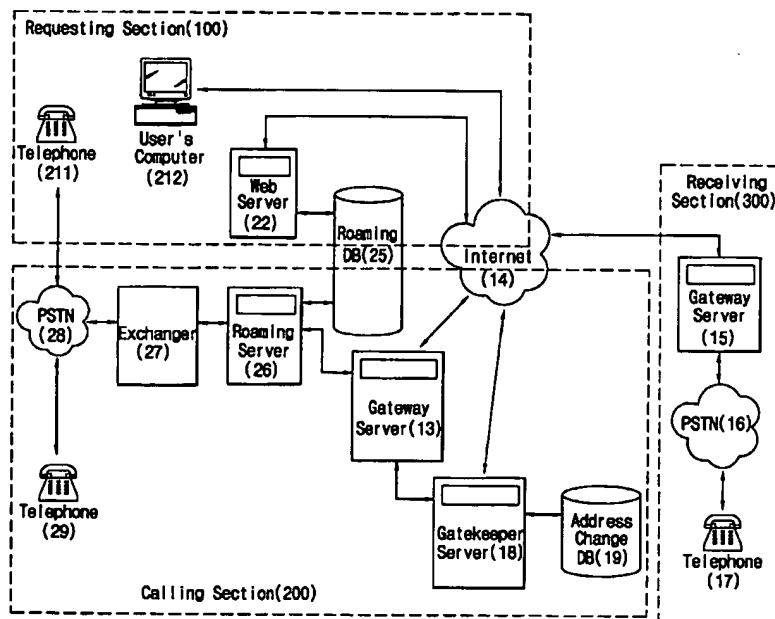 Requesting Section(100)
Telephone
(211)
User's
Computer
(212)
Web
Server
(22)
Roaming
DB(25)
Internet
(14)
Receiving
Section(300)
Gateway
Server
(15)
PSTN(16)
Telephone
(17)
PSTN
(28)
Exchanger
(27)
Roaming
Server
(26)
Gateway
Server(13)
Telephone
(29)
Gatekeeper
Server(18)
Address
Change
DB(19)
Calling Section(200)